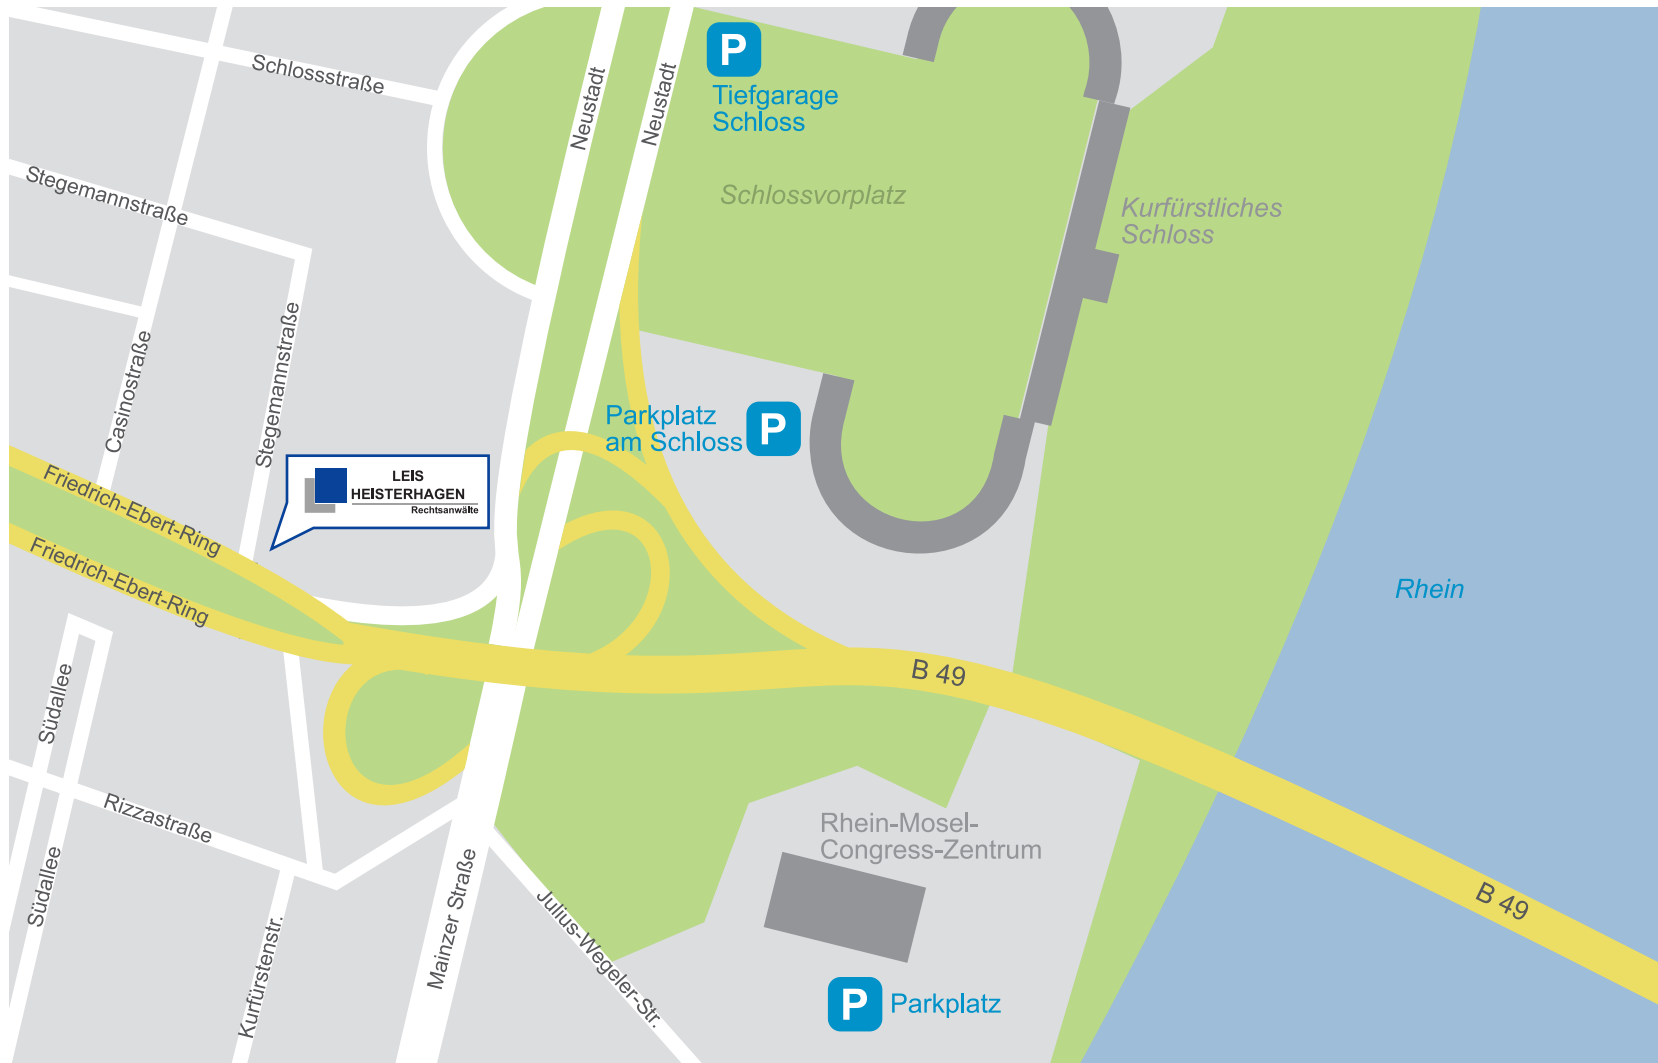 Schlossstraße
Neustadt
Neustadt
P
Tiefgarage
Schloss
Stegemannstraße
Schlossvorplatz
Kurfürstliches
Schloss
Casinostraße
Stegemannstraße
Parkplatz
am Schloss
P
LEIS
HEISTERHAGEN
Rechtsanwälte
Friedrich-Ebert-Ring
Friedrich-Ebert-Ring
Rhein
B 49
Südallee
Rizzastraße
Südallee
Kurfürstenstr.
Mainzer Straße
Julius-Wegeler-Str.
Rhein-Mosel-
Congress-Zentrum
B 49
P
Parkplatz